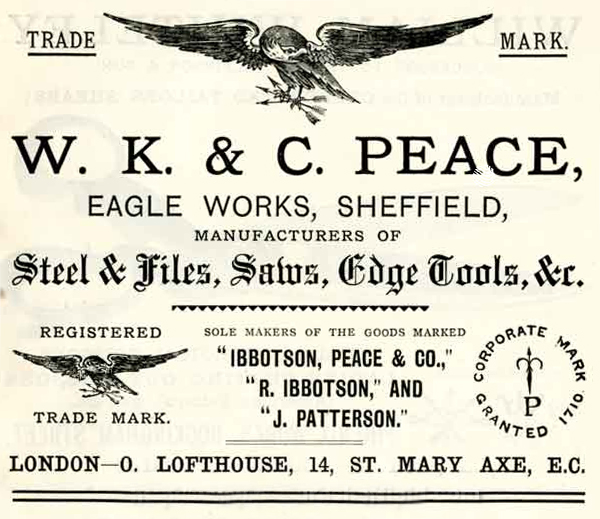 TRADE MARK.
W. K. & C. PEACE,
EAGLE WORKS, SHEFFIELD,
MANUFACTURERS OF
Steel & Files, Saws, Edge Tools, &c.
REGISTERED
TRADE MARK.
SOLE MAKERS OF THE GOODS MARKED
"IBBOTSON, PEACE & CO.,"
"R. IBBOTSON," AND
"J. PATTERSON."
CORPORATE MARK
P
GRANTED 1710.
LONDON—O. LOFTHOUSE, 14, ST. MARY AXE, E.C.